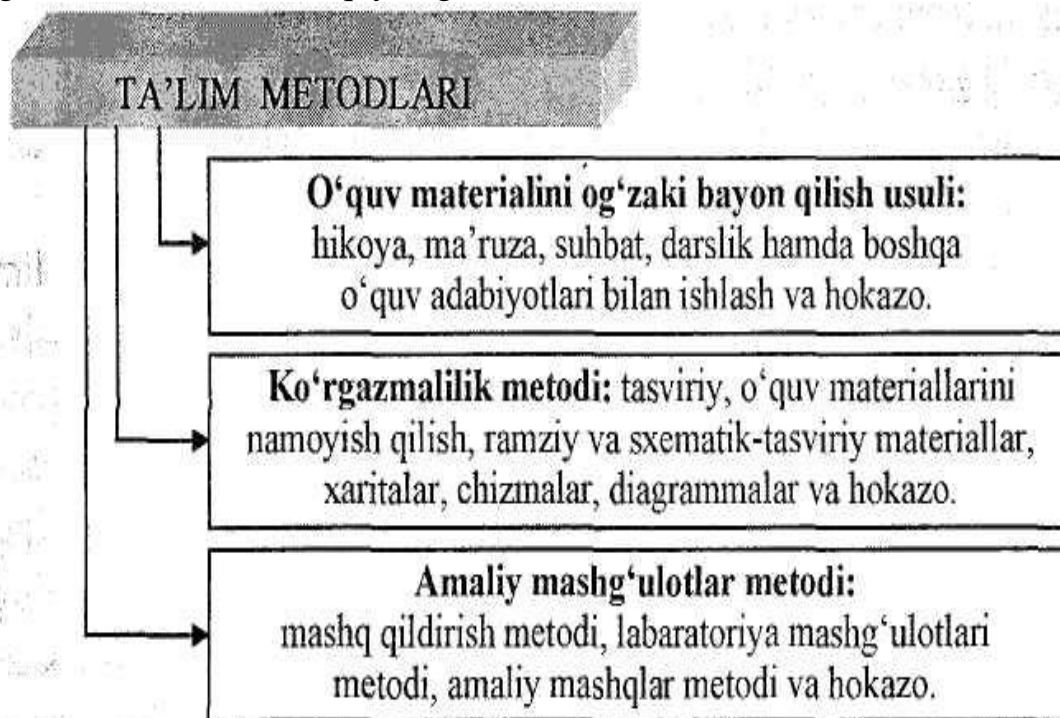 TA’LIM METODLARI
O‘quv materialini og‘zaki bayon qilish usuli:
hikoya, ma’ruza, suhbat, darslik hamda boshqa
o‘quv adabiyotlari bilan ishlash va hokazo.
Ko‘rgazmalilik metodi: tasviriy, o‘quv materiallarini
namoyish qilish, ramziy va sxematik-tasviriy materiallar,
xaritalar, chizmalar, diagrammalar va hokazo.
Amaliy mashg‘ulotlar metodi:
mashq qildirish metodi, labaratoriya mashg‘ulotlari
metodi, amaliy mashqlar metodi va hokazo.